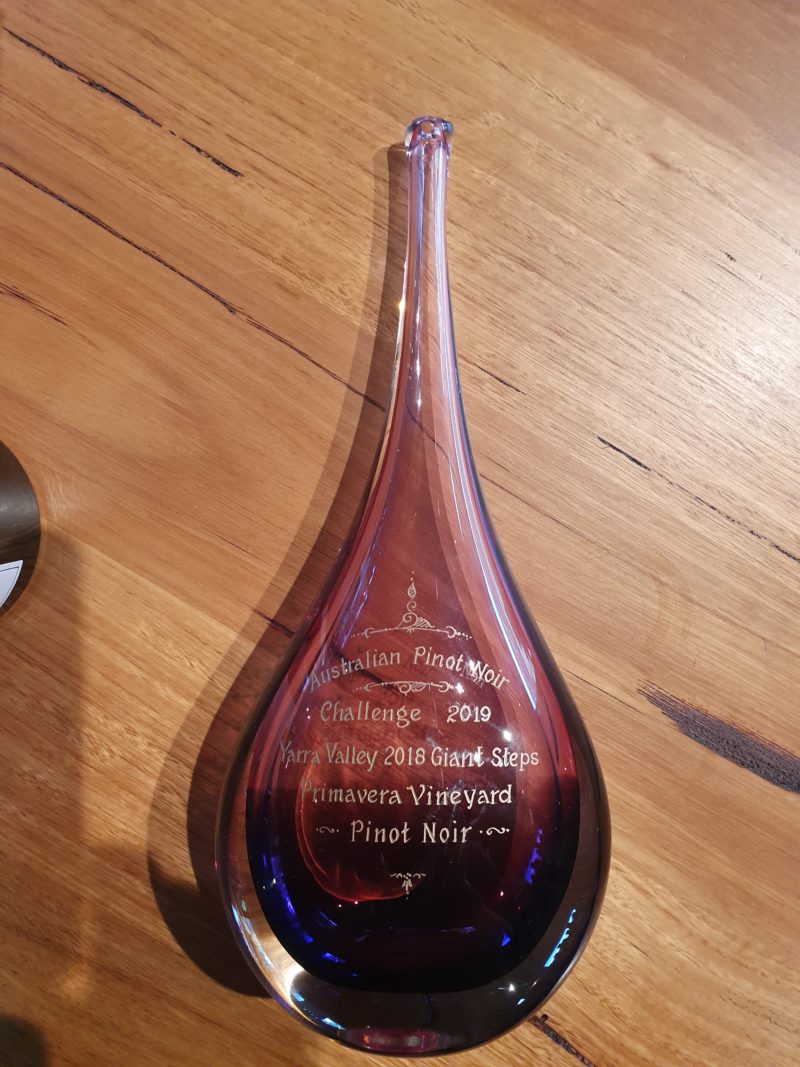 Australian Pinot Noir
Challenge 2019
Yarra Valley 2018 Giant Steps
Primavera Vineyard
Pinot Noir